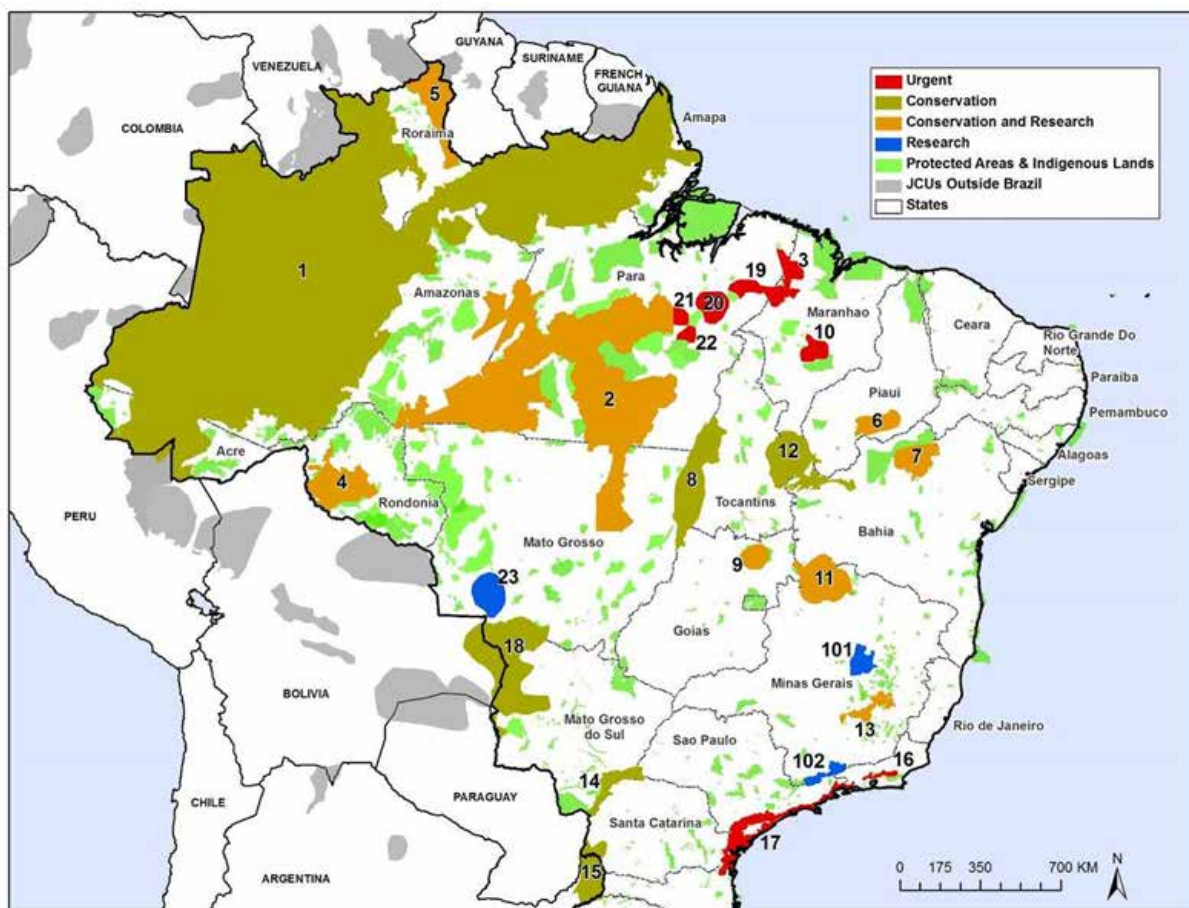 GUYANA
SURINAME
FRENCH
GUIANA
VENEZUELA
COLOMBIA
5
Roraima
Amapa
Urgent
Conservation
Conservation and Research
Research
Protected Areas & Indigenous Lands
JCUs Outside Brazil
States
1
Amazonas
Para
19
3
21
20
22
Maranhao
10
Ceara
Rio Grande Do
Norte
Paraiba
Pernambuco
Alagoas
Sergipe
Piaui
6
7
2
12
8
Tocantins
Acre
4
Rondonia
PERU
Mato Grosso
Bahia
9
11
23
Goias
18
101
Minas Gerais
BOLIVIA
Mato Grosso
do Sul
Sao Paulo
13
Rio de Janeiro
102
16
14
PARAGUAY
CHILE
Santa Catarina
17
15
ARGENTINA
0 175 350 700 KM
N